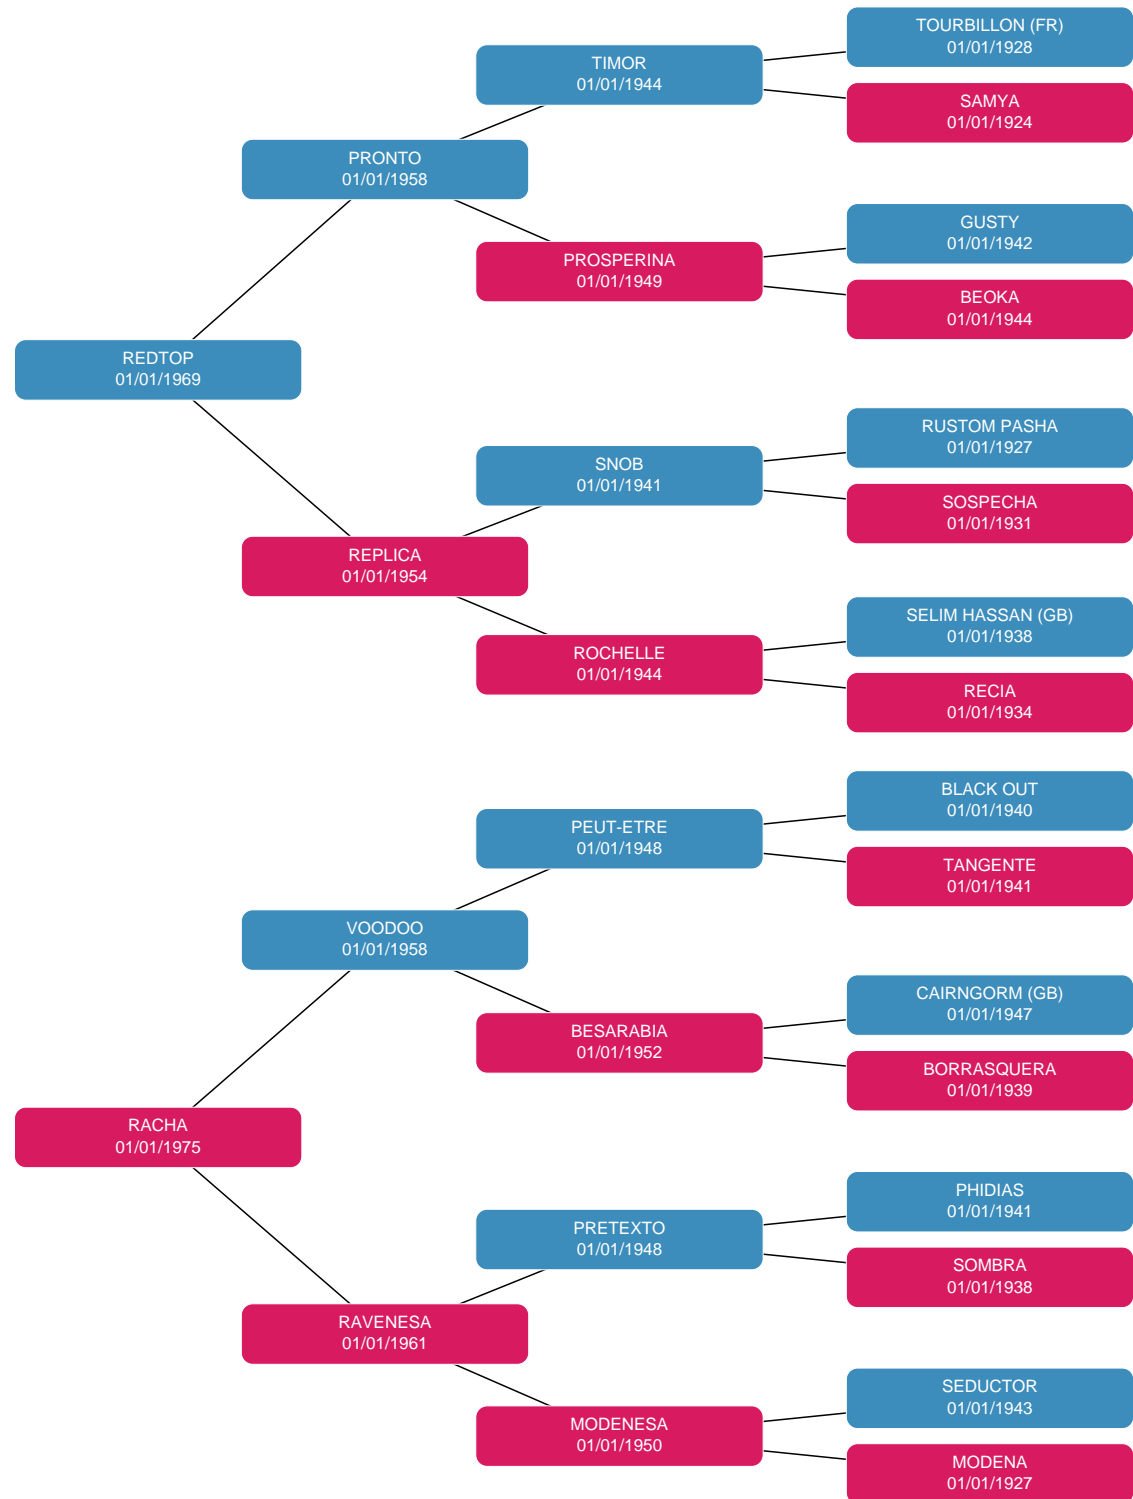 TOURBILLON (FR)
01/01/1928
TIMOR
01/01/1944
SAMYA
01/01/1924
PRONTO
01/01/1958
GUSTY
01/01/1942
PROSPERINA
01/01/1949
BEOKA
01/01/1944
REDTOP
01/01/1969
RUSTOM PASHA
01/01/1927
SNOB
01/01/1941
SOSPECHA
01/01/1931
REPLICA
01/01/1954
SELIM HASSAN (GB)
01/01/1938
ROCHELLE
01/01/1944
RECIA
01/01/1934
BLACK OUT
01/01/1940
PEUT-ETRE
01/01/1948
TANGENTE
01/01/1941
VOODOO
01/01/1958
CAIRNGORM (GB)
01/01/1947
BESARABIA
01/01/1952
BORRASQUERA
01/01/1939
RACHA
01/01/1975
PHIDIAS
01/01/1941
PRETEXTO
01/01/1948
SOMBRA
01/01/1938
RAVENESA
01/01/1961
SEDUCTOR
01/01/1943
MODENESA
01/01/1950
MODENA
01/01/1927